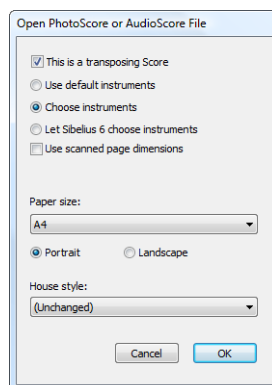 Open PhotoScore or AudioScore File
This is a transposing Score
Use default instruments
Choose instruments
Let Sibelius 6 choose instruments
Use scanned page dimensions
Paper size:
A4
Portrait Landscape
House style:
(Unchanged)
Cancel OK